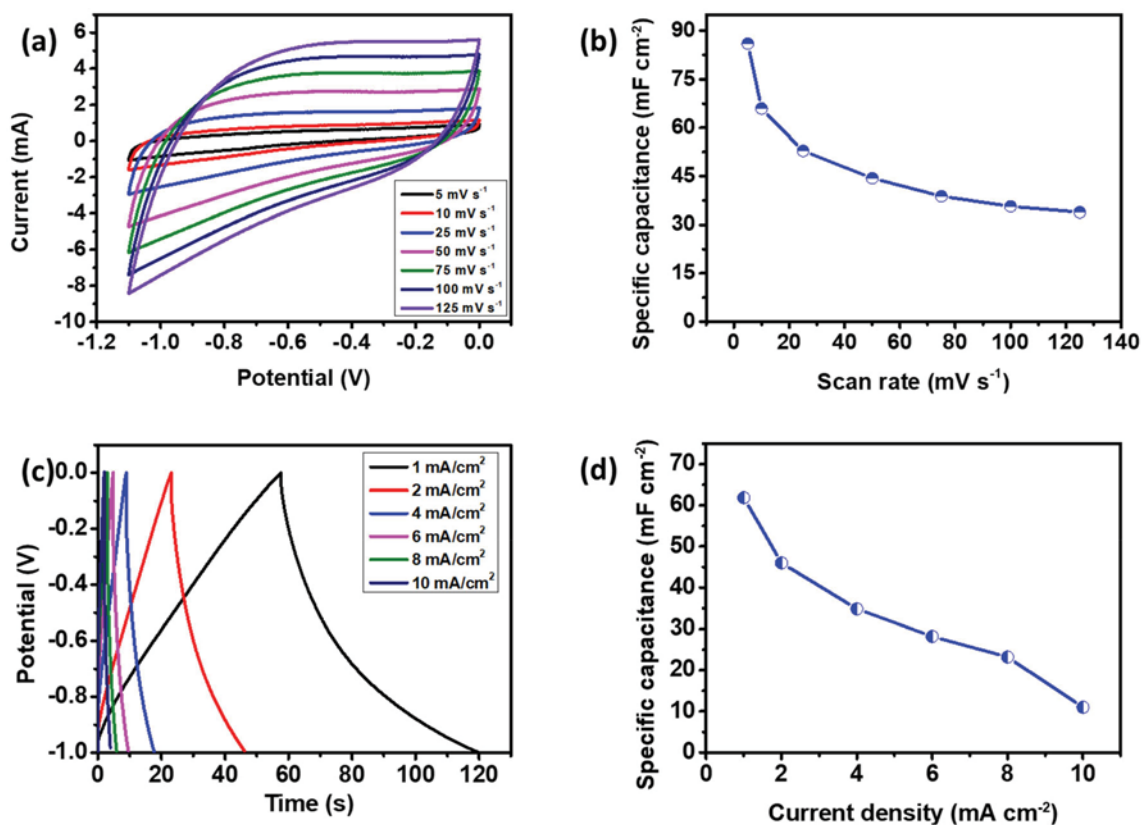 (a)
Current (mA)
6
4
2
0
-2
-4
-6
-8
-10
5 mV s⁻¹
10 mV s⁻¹
25 mV s⁻¹
50 mV s⁻¹
75 mV s⁻¹
100 mV s⁻¹
125 mV s⁻¹
-1.2 -1.0 -0.8 -0.6 -0.4 -0.2 0.0
Potential (V)
(b)
Specific capacitance (mF cm⁻²)
90
75
60
45
30
15
0
0 20 40 60 80 100 120 140
Scan rate (mV s⁻¹)
(c)
Potential (V)
0.0
-0.2
-0.4
-0.6
-0.8
-1.0
1 mA/cm²
2 mA/cm²
4 mA/cm²
6 mA/cm²
8 mA/cm²
10 mA/cm²
0 20 40 60 80 100 120
Time (s)
(d)
Specific capacitance (mF cm⁻²)
70
60
50
40
30
20
10
0
0 2 4 6 8 10
Current density (mA cm⁻²)